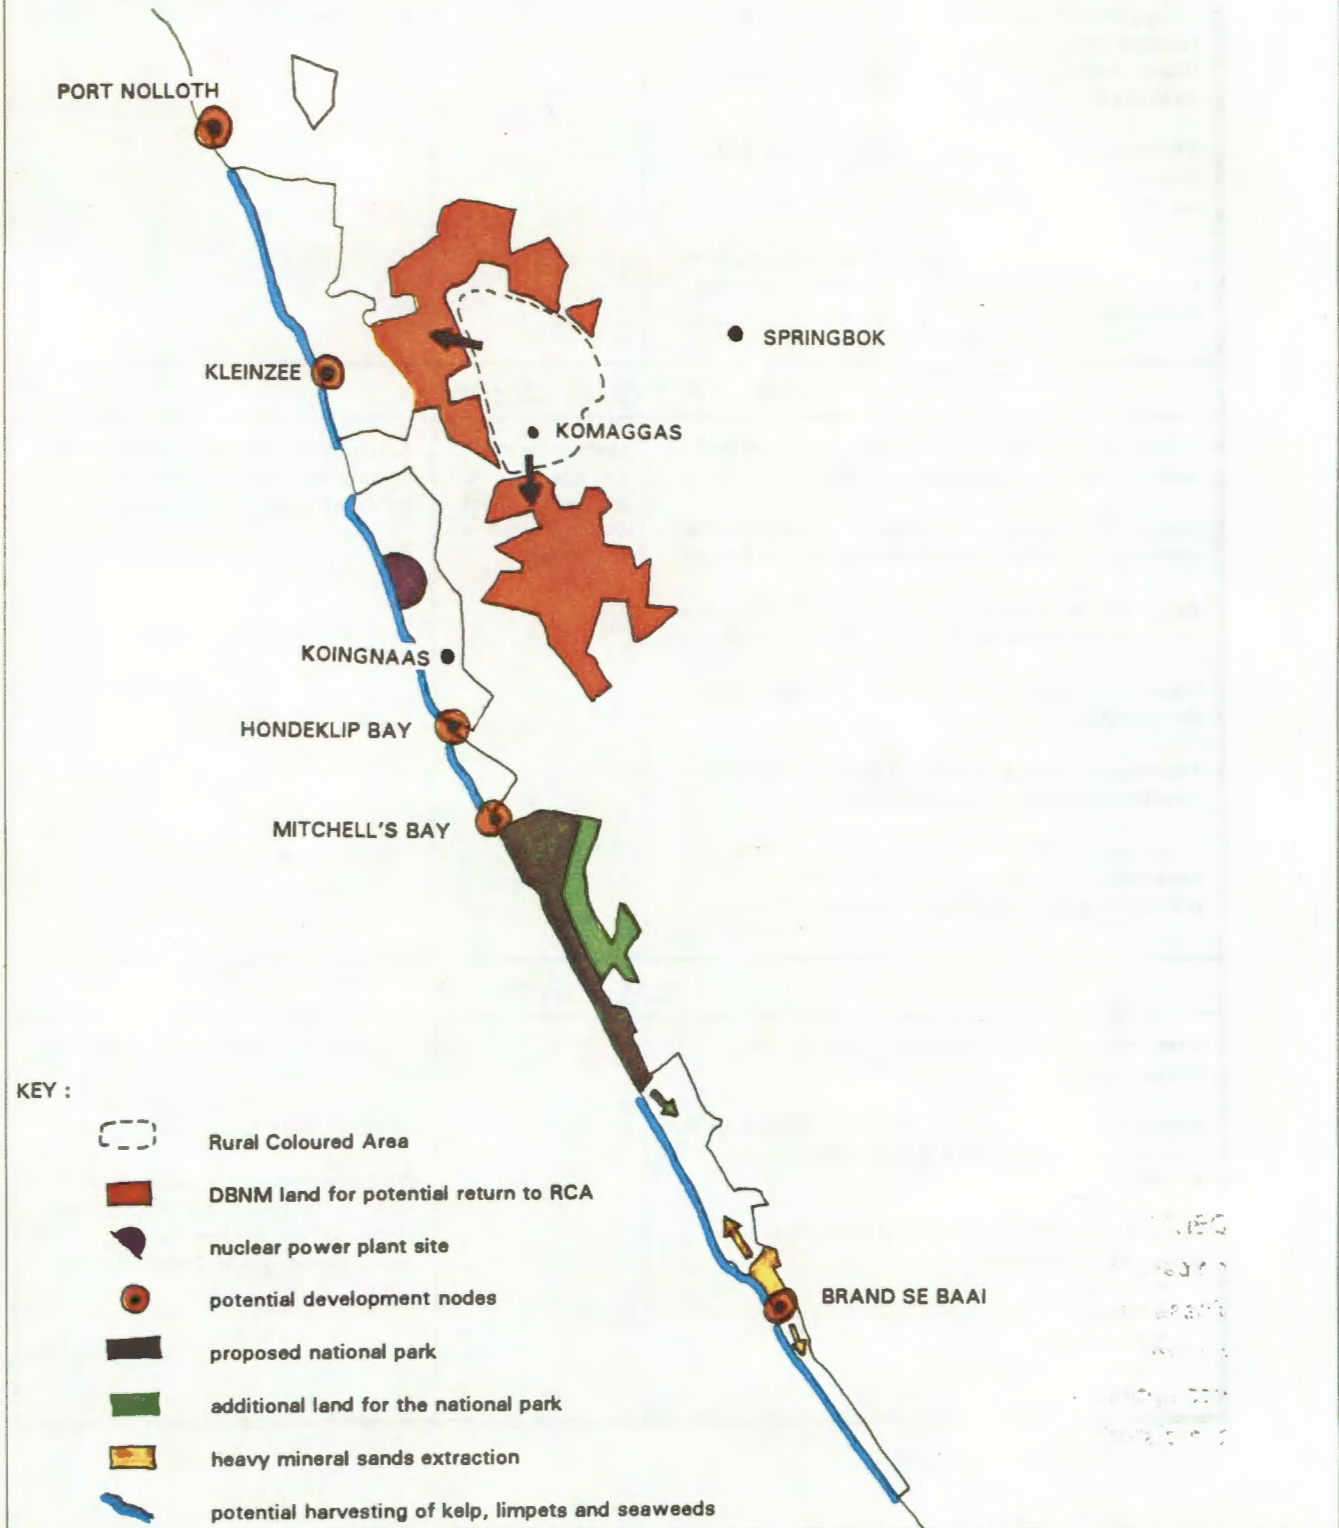 PORT NOLLOTH
SPRINGBOK
KLEINZEE
KOMAGGAS
KOINGNAAS
HONDEKLIP BAY
MITCHELL'S BAY
KEY :
Rural Coloured Area
DBNM land for potential return to RCA
nuclear power plant site
potential development nodes
BRAND SE BAAI
proposed national park
additional land for the national park
heavy mineral sands extraction
potential harvesting of kelp, limpets and seaweeds